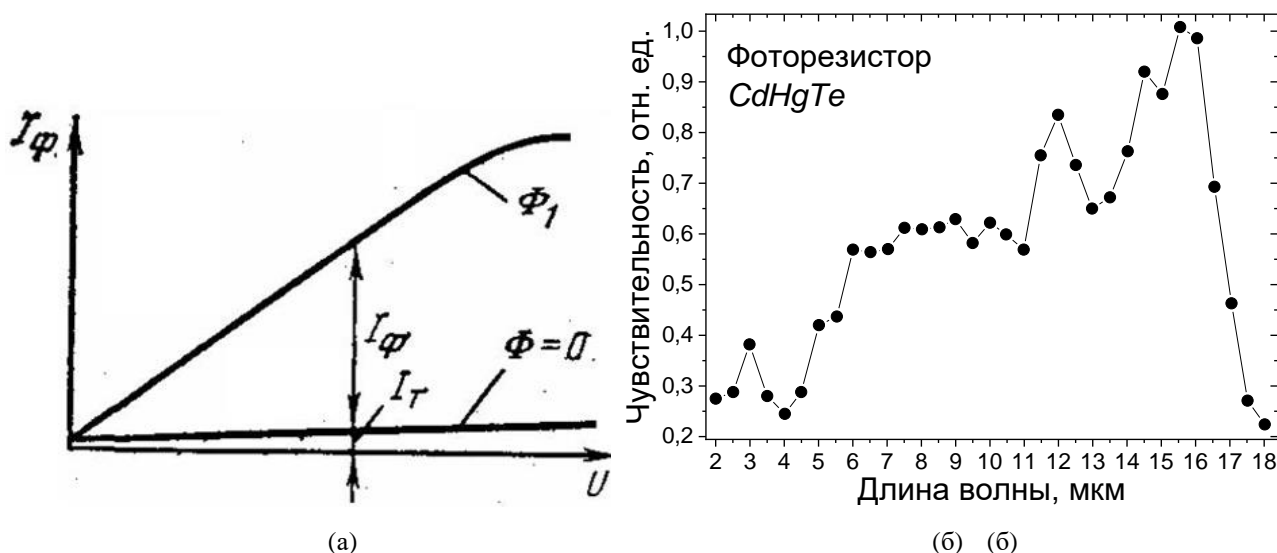 Iф.
Ф1
Iф
Ф=0
Iт
U
(а)
Фоторезистор
CdHgTe
Чувствительность, отн. ед.
1,0
0,9
0,8
0,7
0,6
0,5
0,4
0,3
0,2
2 3 4 5 6 7 8 9 10 11 12 13 14 15 16 17 18
Длина волны, мкм
(б) (б)